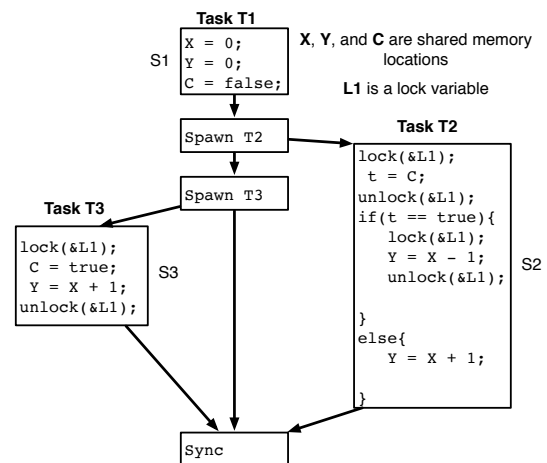 Task T1
X, Y, and C are shared memory
locations
L1 is a lock variable
S1
X = 0;
Y = 0;
C = false;
Spawn T2
Spawn T3
Task T2
lock(&L1);
t = C;
unlock(&L1);
if(t == true){
lock(&L1);
Y = X - 1;
unlock(&L1);
}
else{
Y = X + 1;
}
S2
Task T3
lock(&L1);
C = true;
Y = X + 1;
unlock(&L1);
S3
Sync